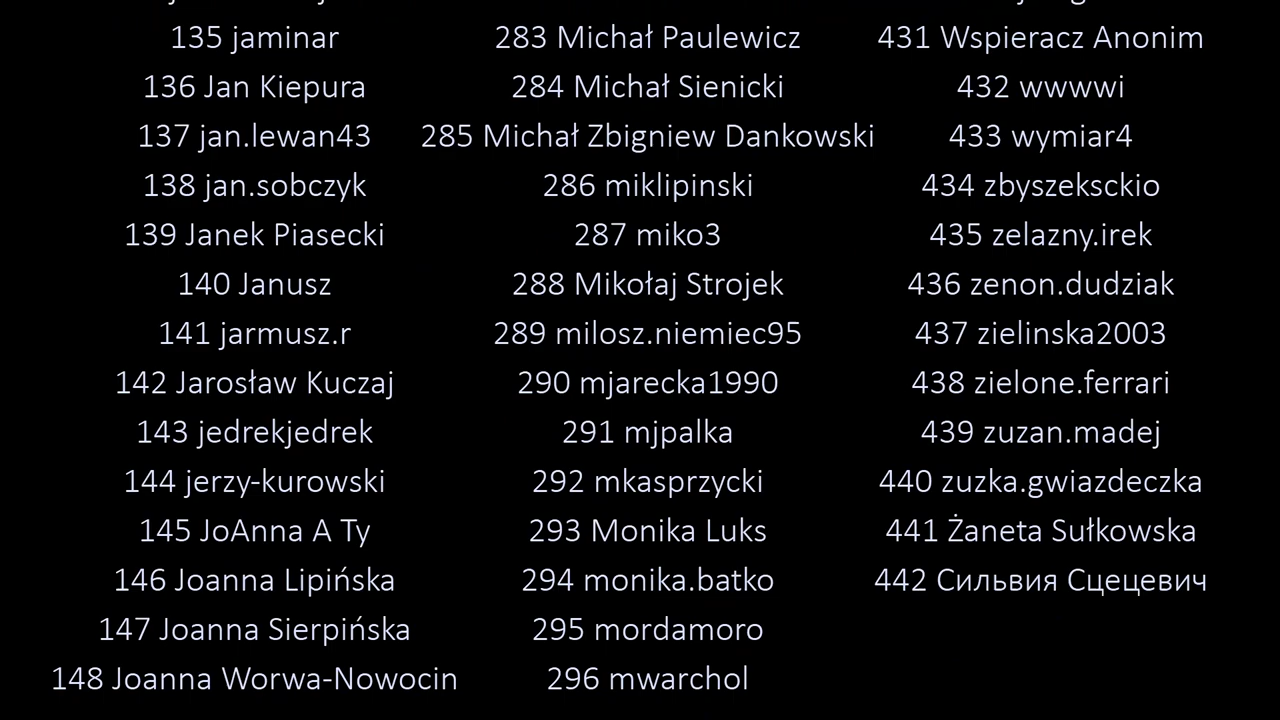 135 jaminar
136 Jan Kiepura
137 jan.lewan43
138 jan.sobczyk
139 Janek Piasecki
140 Janusz
141 jarmusz.r
142 Jarosław Kuczaj
143 jedrekjedrek
144 jerzy-kurowski
145 JoAnna A Ty
146 Joanna Lipińska
147 Joanna Sierpińska
148 Joanna Worwa-Nowocin
283 Michał Paulewicz
284 Michał Sienicki
285 Michał Zbigniew Dankowski
286 miklipinski
287 miko3
288 Mikołaj Strojek
289 milosz.niemiec95
290 mjarecka1990
291 mjpalka
292 mkasprzycki
293 Monika Luks
294 monika.batko
295 mordamoro
296 mwarchol
431 Wspieracz Anonim
432 wwwwi
433 wymiar4
434 zbyszeksckio
435 zelazny.irek
436 zenon.dudziak
437 zielinska2003
438 zielone.ferrari
439 zuzan.madej
440 zuzka.gwiazdeczka
441 Żaneta Sułkowska
442 Сильвия Сцецевич